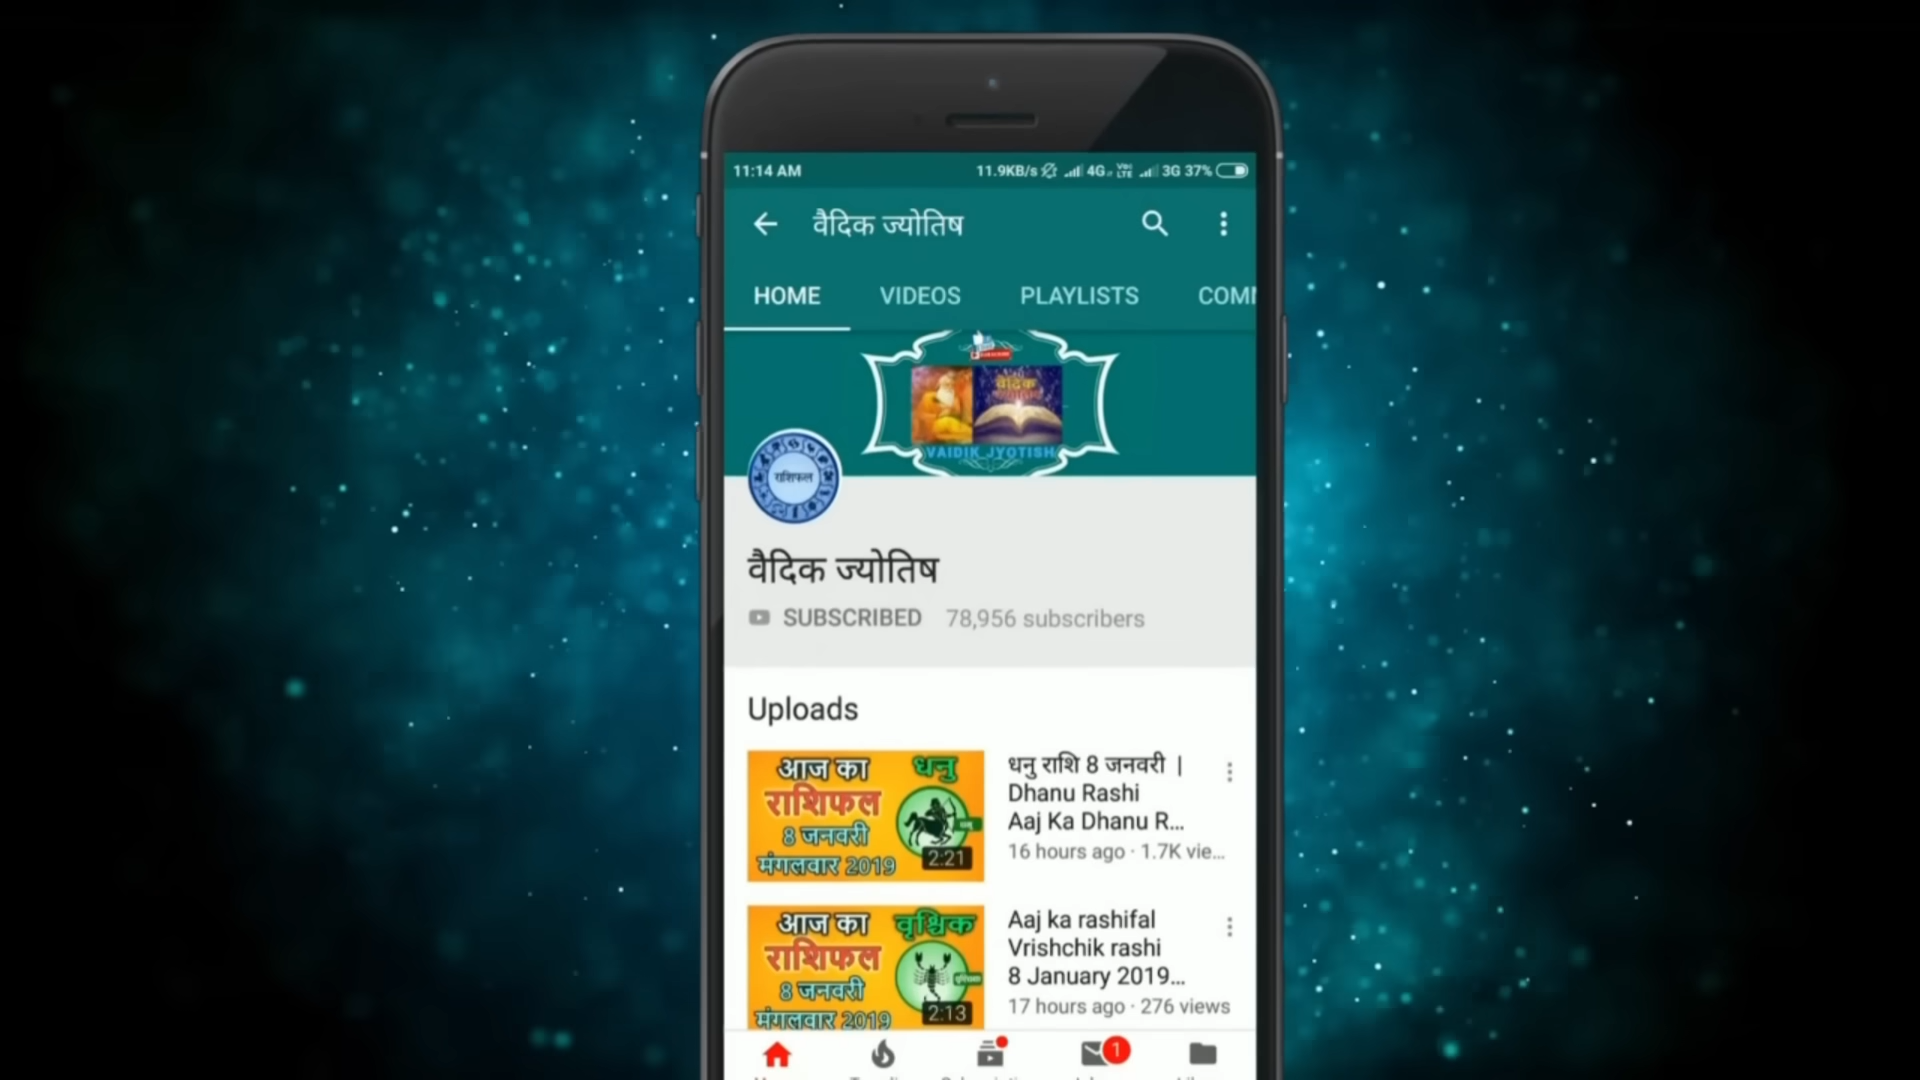 11:14 AM 11.9KB/s 4G VoLTE 3G 37%
वैदिक ज्योतिष
HOME VIDEOS PLAYLISTS COMM
वैदिक
VAIDIK JYOTISH
राशिफल
वैदिक ज्योतिष
SUBSCRIBED 78,956 subscribers
Uploads
आज का धनु
राशिफल
8 जनवरी
मंगलवार 2019
2:21
धनु राशि 8 जनवरी |
Dhanu Rashi
Aaj Ka Dhanu R...
16 hours ago · 1.7K vie...
आज का वृश्चिक
राशिफल
8 जनवरी
मंगलवार 2019
2:13
Aaj ka rashifal
Vrishchik rashi
8 January 2019...
17 hours ago · 276 views
1